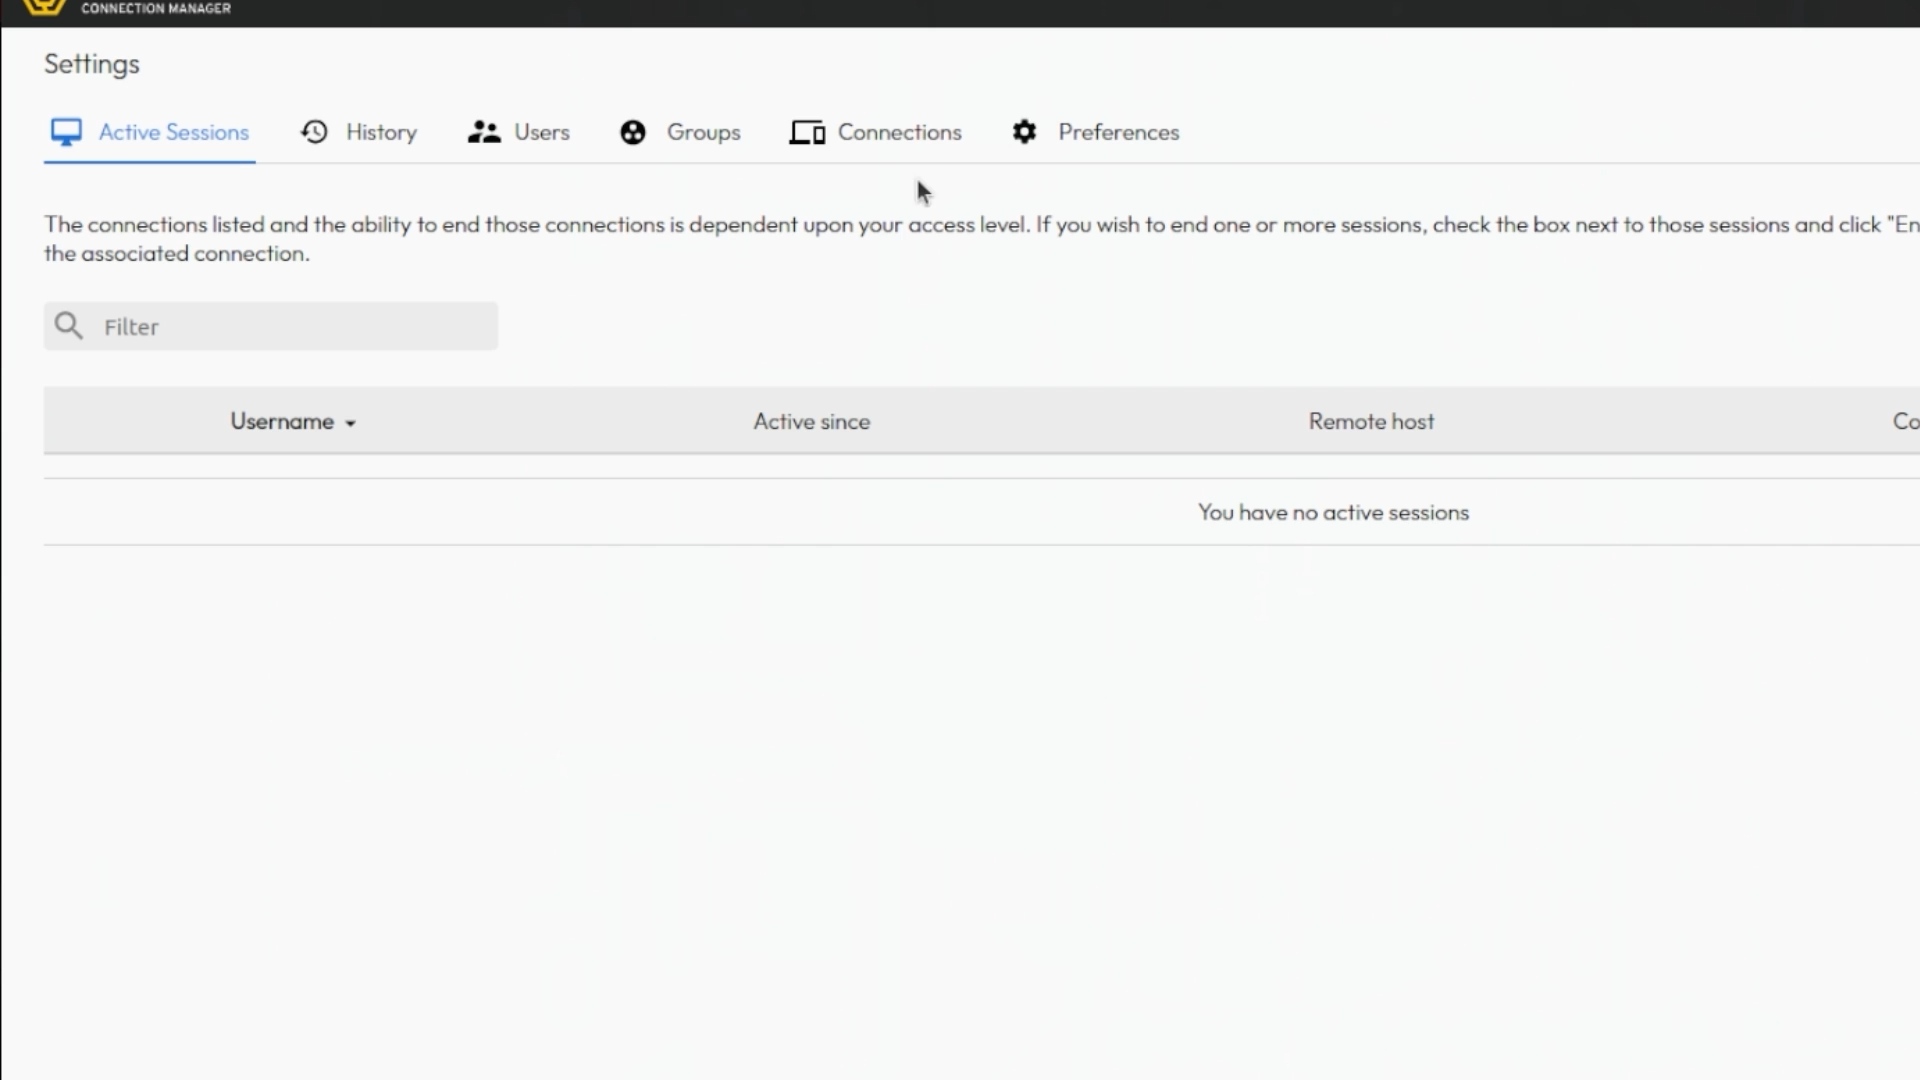 CONNECTION MANAGER
Settings
Active Sessions History Users Groups Connections Preferences
The connections listed and the ability to end those connections is dependent upon your access level. If you wish to end one or more sessions, check the box next to those sessions and click "En
the associated connection.
Filter
Username Active since Remote host Co
You have no active sessions